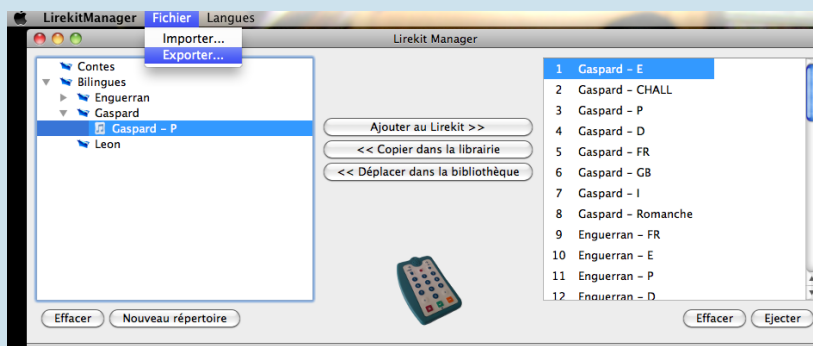 LirekitManager Fichier Langues
Importer...
Exporter...
Lirekit Manager
Contes
Bilingues
Enguerran
Gaspard
Gaspard – P
Leon
Ajouter au Lirekit >>
<< Copier dans la librairie
<< Déplacer dans la bibliothèque
1 Gaspard – E
2 Gaspard – CHALL
3 Gaspard – P
4 Gaspard – D
5 Gaspard – FR
6 Gaspard – GB
7 Gaspard – I
8 Gaspard – Romanche
9 Enguerran – FR
10 Enguerran – E
11 Enguerran – P
12 Enguerran – D
Effacer Nouveau répertoire
Effacer Ejecter